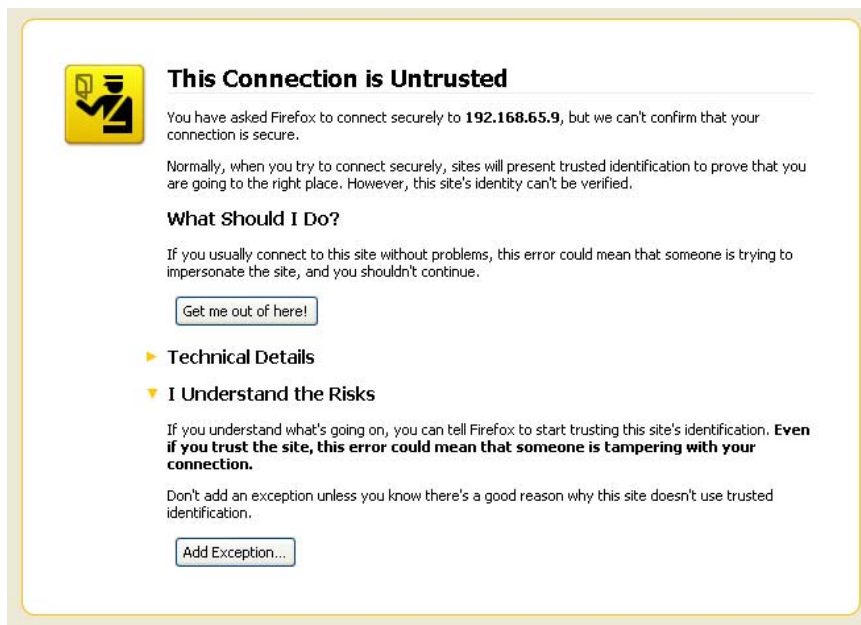 This Connection is Untrusted
You have asked Firefox to connect securely to 192.168.65.9, but we can't confirm that your
connection is secure.
Normally, when you try to connect securely, sites will present trusted identification to prove that you
are going to the right place. However, this site's identity can't be verified.
What Should I Do?
If you usually connect to this site without problems, this error could mean that someone is trying to
impersonate the site, and you shouldn't continue.
Get me out of here!
Technical Details
I Understand the Risks
If you understand what's going on, you can tell Firefox to start trusting this site's identification. Even
if you trust the site, this error could mean that someone is tampering with your
connection.
Don't add an exception unless you know there's a good reason why this site doesn't use trusted
identification.
Add Exception...